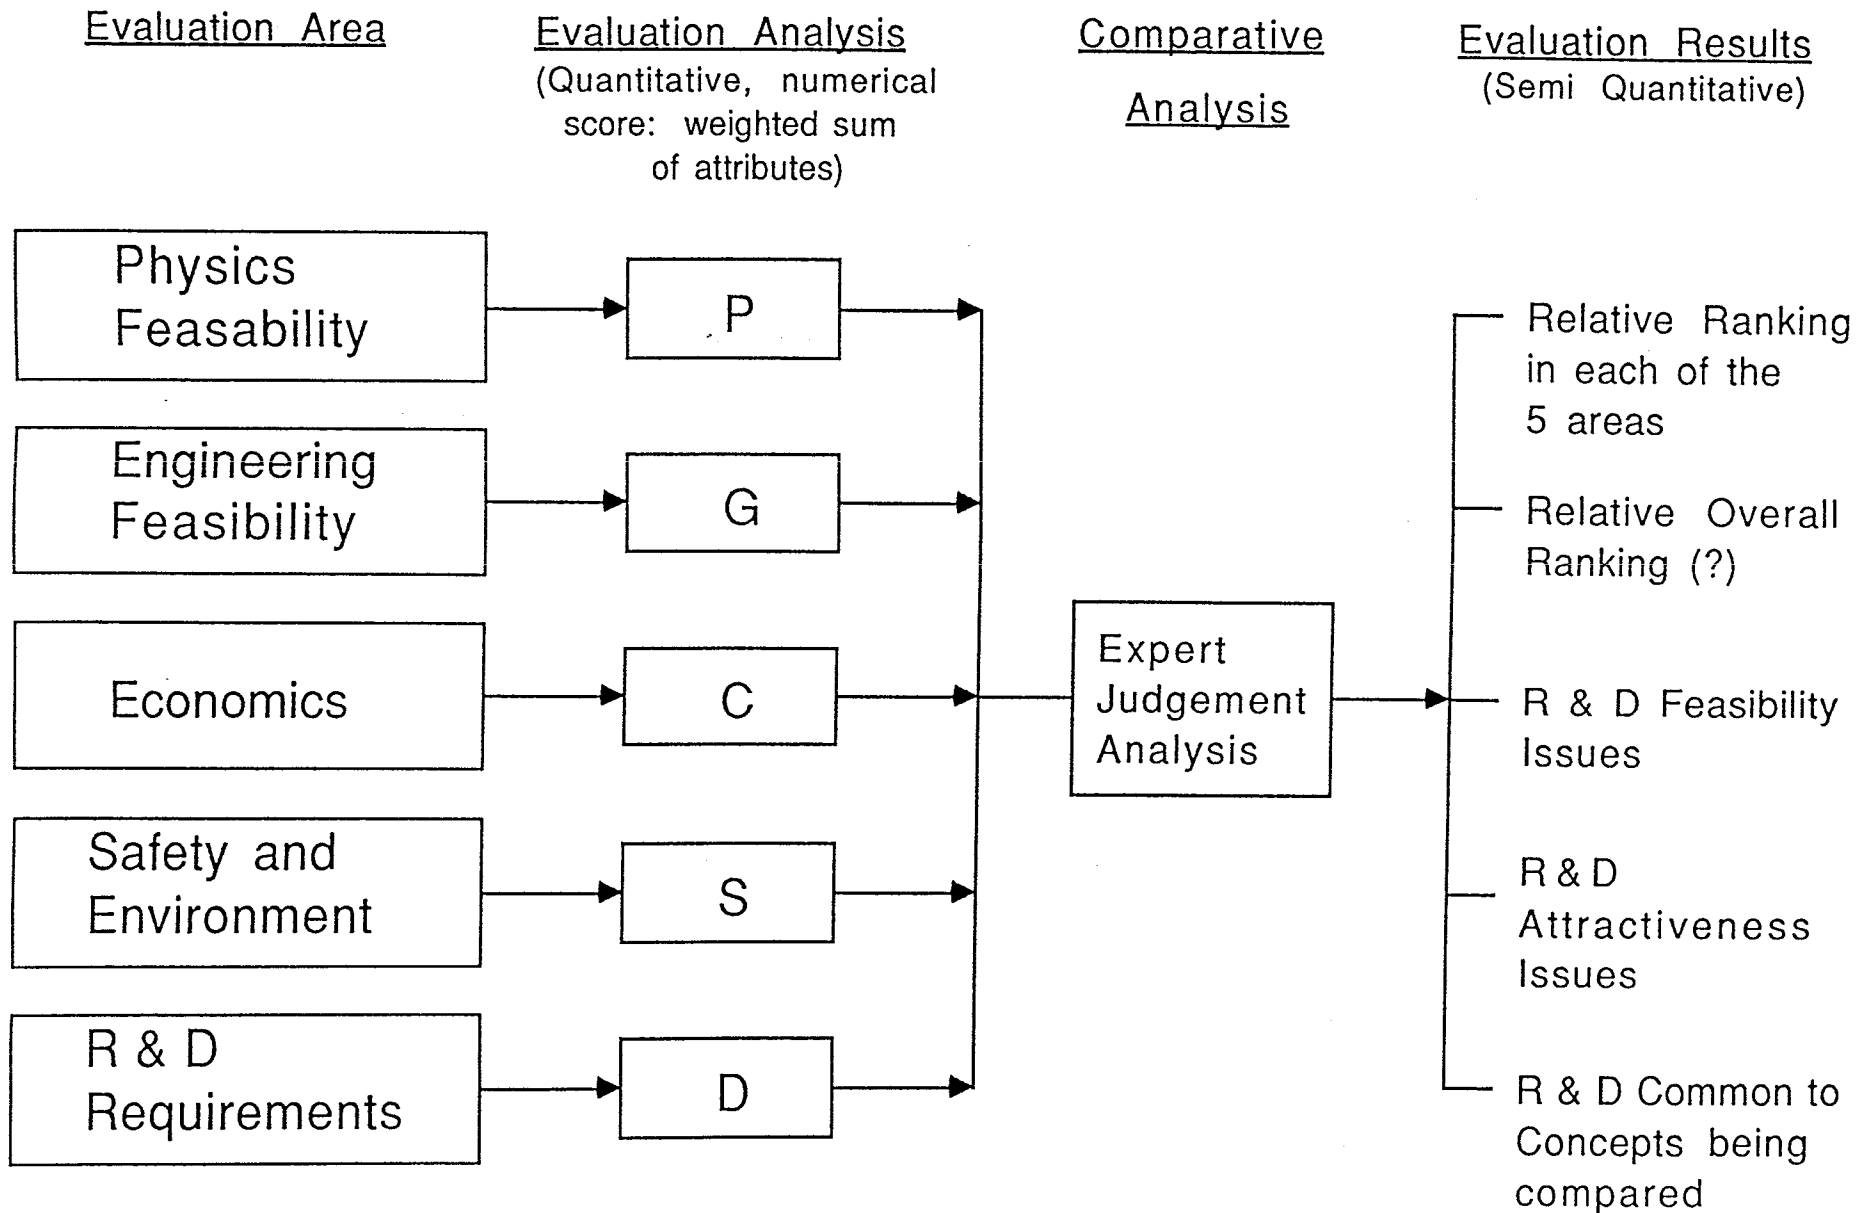 Evaluation Area
Evaluation Analysis
(Quantitative, numerical
score: weighted sum
of attributes)
Comparative
Analysis
Evaluation Results
(Semi Quantitative)
Physics
Feasability
P
Engineering
Feasibility
G
Economics
C
Safety and
Environment
S
R & D
Requirements
D
Expert
Judgement
Analysis
Relative Ranking
in each of the
5 areas
Relative Overall
Ranking (?)
R & D Feasibility
Issues
R & D
Attractiveness
Issues
R & D Common to
Concepts being
compared